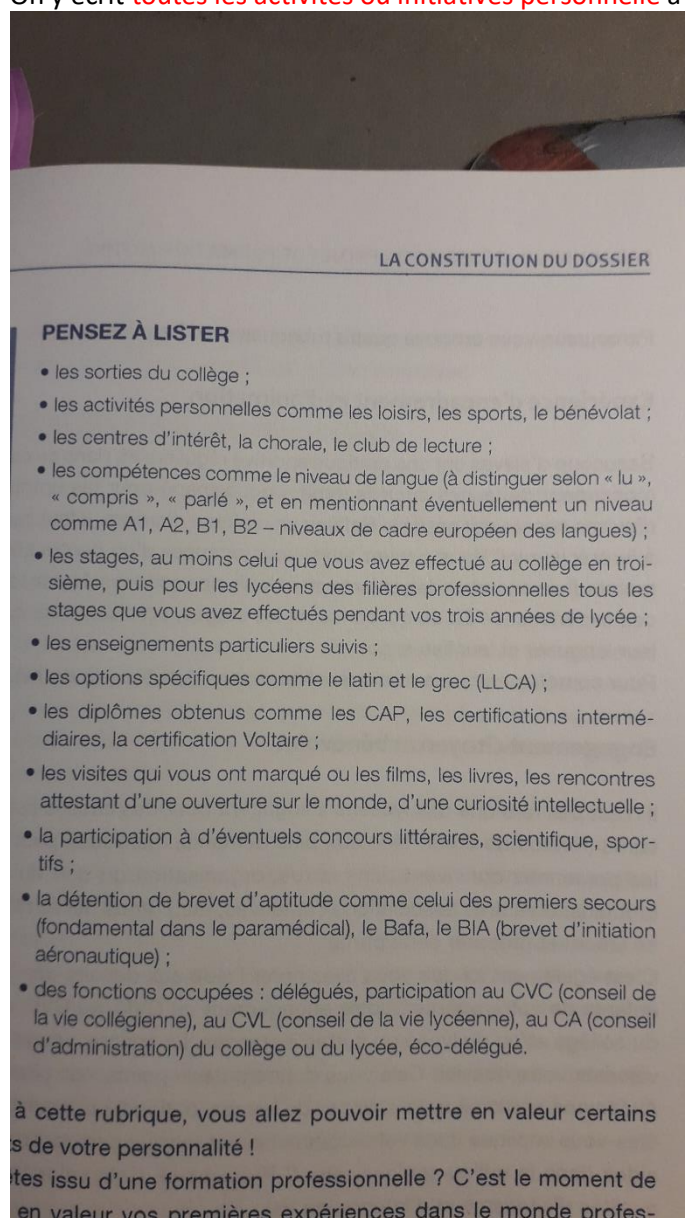 On y écrit toutes les activités ou initiatives personnelle a
LA CONSTITUTION DU DOSSIER
PENSEZ À LISTER
• les sorties du collège ;
• les activités personnelles comme les loisirs, les sports, le bénévolat ;
• les centres d'intérêt, la chorale, le club de lecture ;
• les compétences comme le niveau de langue (à distinguer selon « lu »,
« compris », « parlé », et en mentionnant éventuellement un niveau
comme A1, A2, B1, B2 – niveaux de cadre européen des langues) ;
• les stages, au moins celui que vous avez effectué au collège en troi-
sième, puis pour les lycéens des filières professionnelles tous les
stages que vous avez effectués pendant vos trois années de lycée ;
• les enseignements particuliers suivis ;
• les options spécifiques comme le latin et le grec (LLCA) ;
• les diplômes obtenus comme les CAP, les certifications intermé-
diaires, la certification Voltaire ;
• les visites qui vous ont marqué ou les films, les livres, les rencontres
attestant d'une ouverture sur le monde, d'une curiosité intellectuelle ;
• la participation à d'éventuels concours littéraires, scientifique, spor-
tifs ;
• la détention de brevet d'aptitude comme celui des premiers secours
(fondamental dans le paramédical), le Bafa, le BIA (brevet d'initiation
aéronautique) ;
• des fonctions occupées : délégués, participation au CVC (conseil de
la vie collégienne), au CVL (conseil de la vie lycéenne), au CA (conseil
d'administration) du collège ou du lycée, éco-délégué.
à cette rubrique, vous allez pouvoir mettre en valeur certains
s de votre personnalité !
tes issu d'une formation professionnelle ? C'est le moment de
en valeur vos premières expériences dans le monde profes-